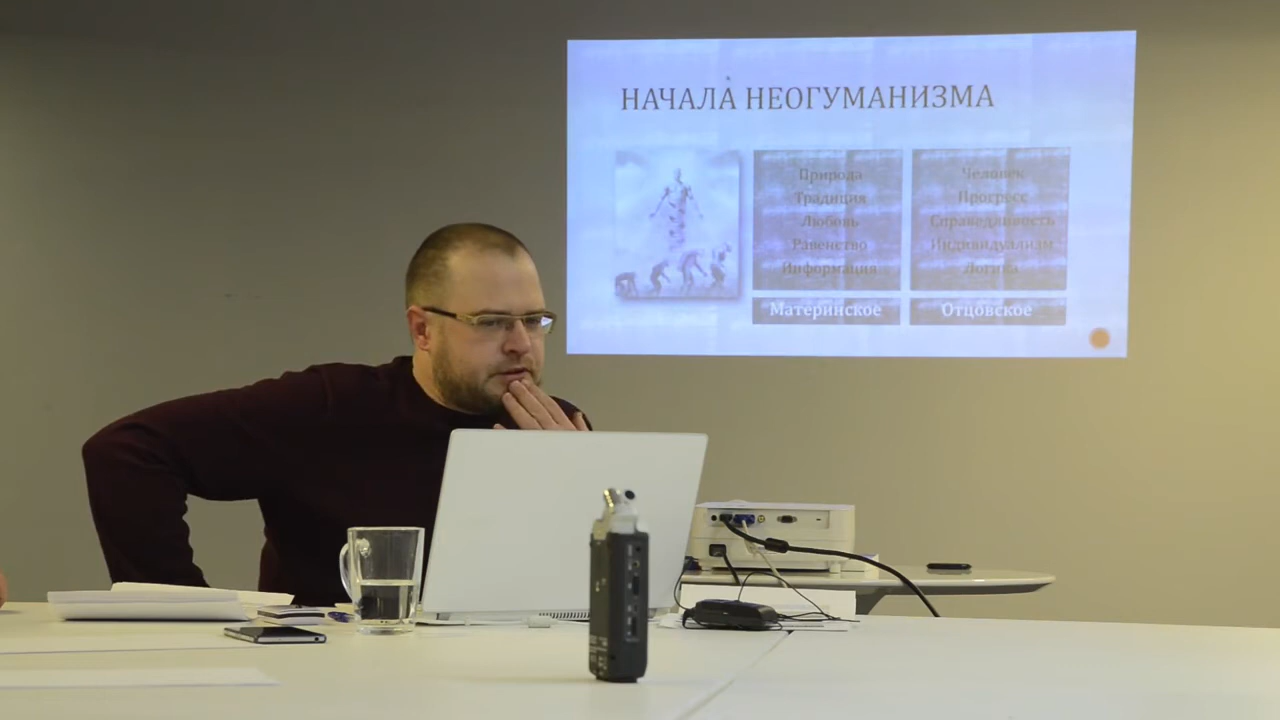 НАЧАЛА НЕОГУМАНИЗМА
Природа
Традиция
Любовь
Равенство
Информация
Материнское
Человек
Прогресс
Справедливость
Индивидуализм
Логика
Отцовское